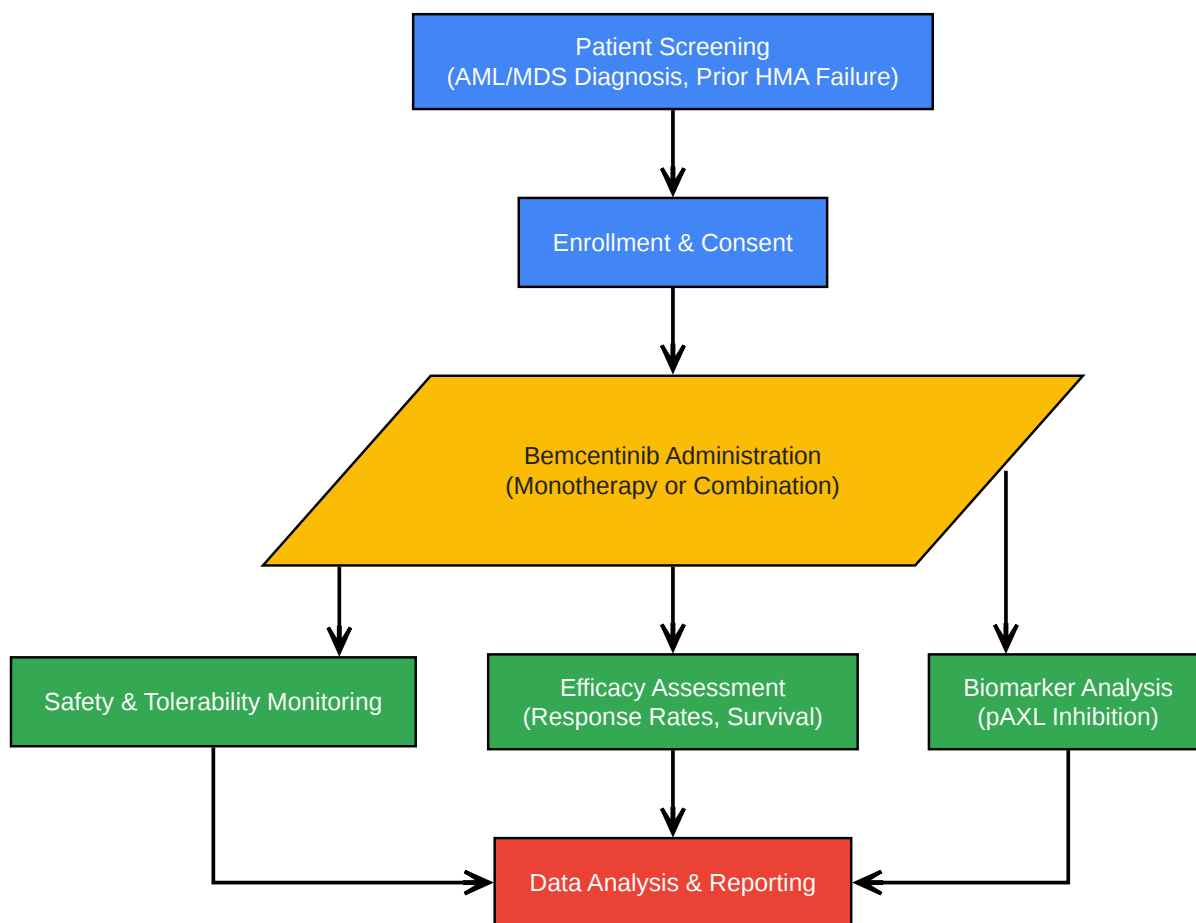 Patient Screening
(AML/MDS Diagnosis, Prior HMA Failure)
Enrollment & Consent
Bemcentinib Administration
(Monotherapy or Combination)
Safety & Tolerability Monitoring
Efficacy Assessment
(Response Rates, Survival)
Biomarker Analysis
(pAXL Inhibition)
Data Analysis & Reporting